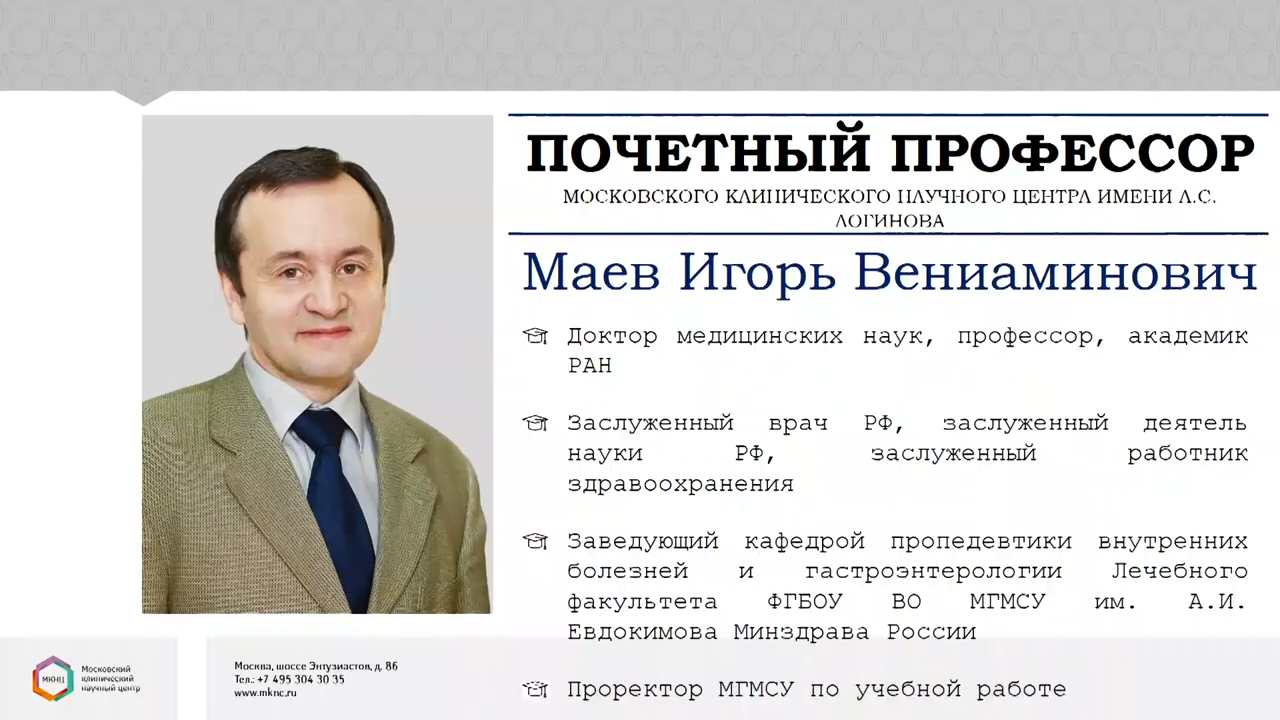 ПОЧЕТНЫЙ ПРОФЕССОР
МОСКОВСКОГО КЛИНИЧЕСКОГО НАУЧНОГО ЦЕНТРА ИМЕНИ А.С.
ЛОГИНОВА
Маев Игорь Вениаминович
Доктор медицинских наук, профессор, академик
РАН
Заслуженный врач РФ, заслуженный деятель
науки РФ, заслуженный работник
здравоохранения
Заведующий кафедрой пропедевтики внутренних
болезней и гастроэнтерологии Лечебного
факультета ФГБОУ ВО МГМСУ им. А.И.
Евдокимова Минздрава России
Проректор МГМСУ по учебной работе
МКНЦ
Московский
клинический
научный центр
Москва, шоссе Энтузиастов, д. 86
Тел.: +7 495 304 30 35
www.mknc.ru